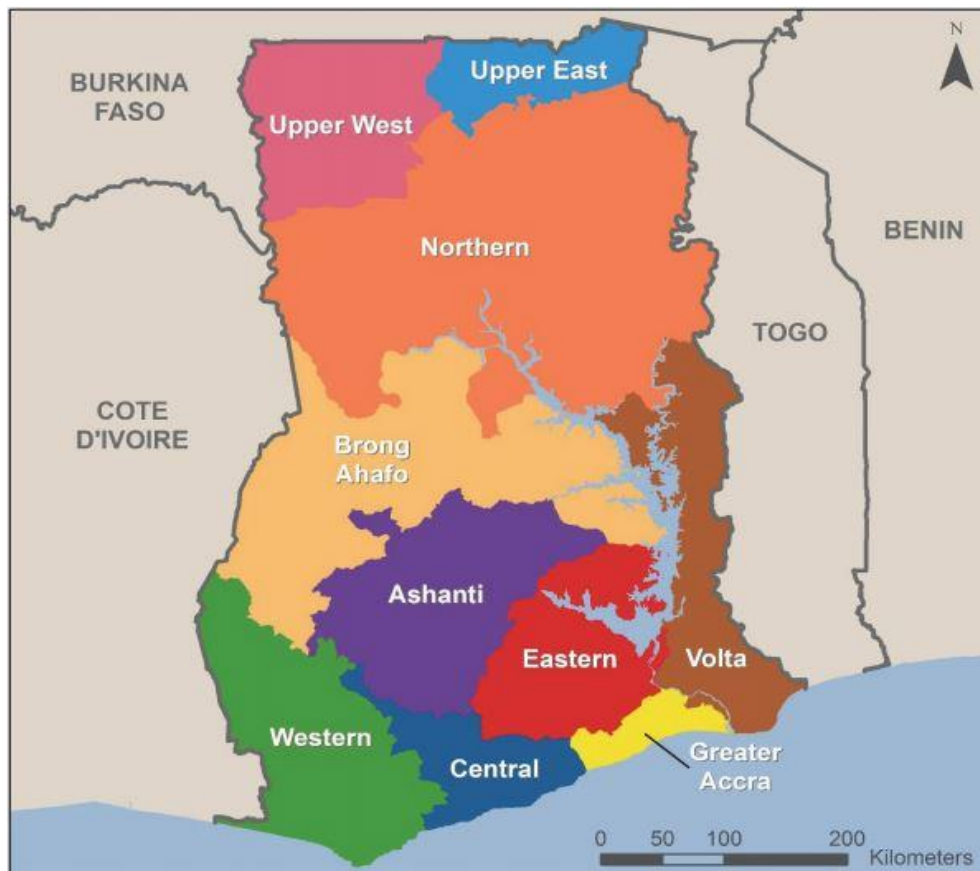 N
BURKINA
FASO
Upper East
Upper West
BENIN
Northern
TOGO
COTE
D'IVOIRE
Brong
Ahafo
Ashanti
Eastern
Volta
Western
Central
Greater
Accra
0 50 100 200
Kilometers